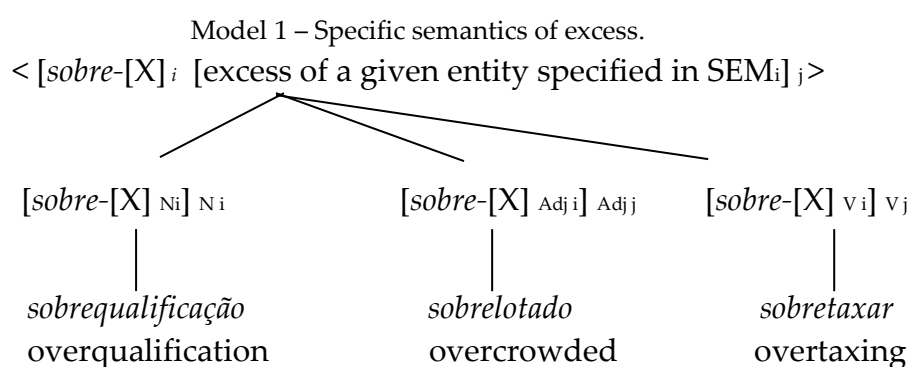 Model 1 – Specific semantics of excess.
< [sobre-[X] i [excess of a given entity specified in SEMi] j>
[sobre-[X] Ni] N i [sobre-[X] Adj i] Adj j [sobre-[X] V i] V j
sobrequalificação sobrelotado sobretaxar
overqualification overcrowded overtaxing